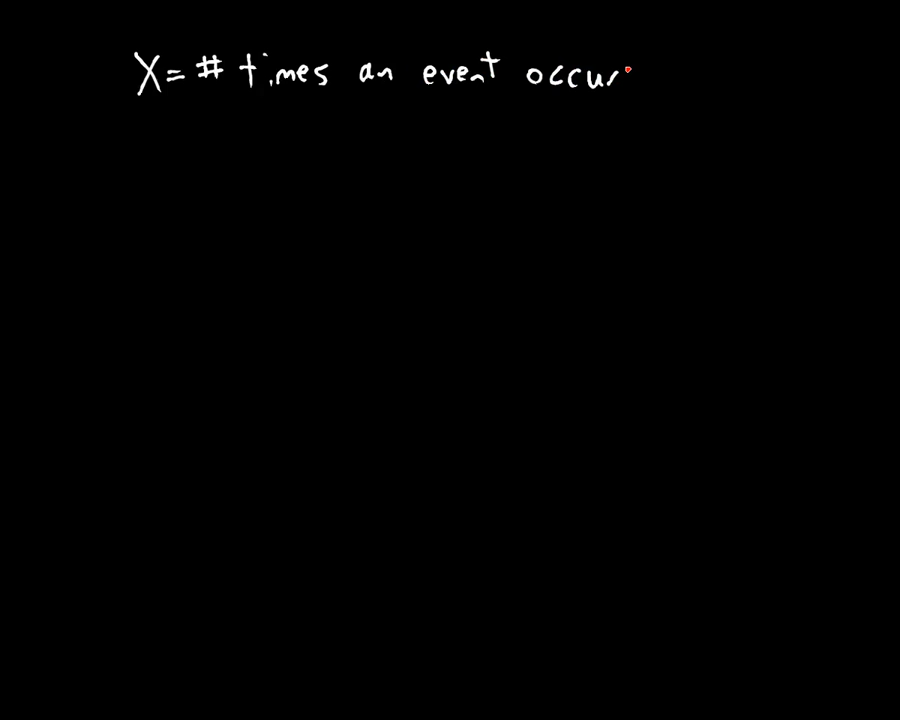 X = # times an event occur